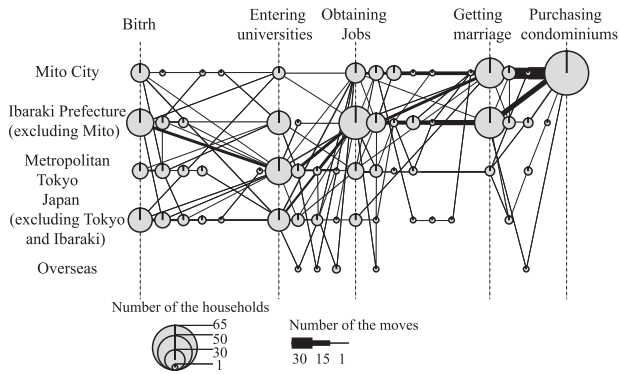 Bitrh
Entering
universities
Obtaining
Jobs
Getting
marriage
Purchasing
condominiums
Mito City
Ibaraki Prefecture
(excluding Mito)
Metropolitan
Tokyo
Japan
(excluding Tokyo
and Ibaraki)
Overseas
Number of the households
65
50
30
1
Number of the moves
30 15 1